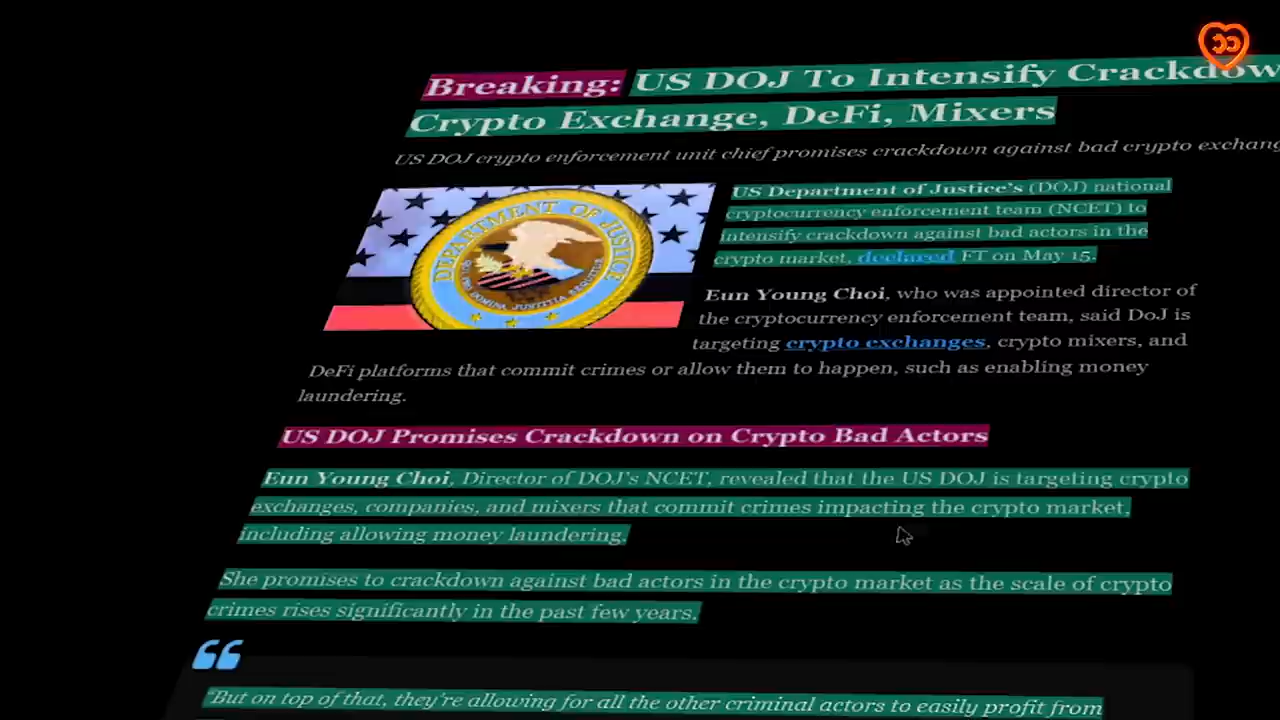 Breaking: US DOJ To Intensify Crackdow
Crypto Exchange, DeFi, Mixers
US DOJ crypto enforcement unit chief promises crackdown against bad crypto exchang
DEPARTMENT OF JUSTICE
US Department of Justice's (DOJ) national
cryptocurrency enforcement team (NCET) to
intensify crackdown against bad actors in the
crypto market, declared FT on May 15.
Eun Young Choi, who was appointed director of
the cryptocurrency enforcement team, said DoJ is
targeting crypto exchanges, crypto mixers, and
DeFi platforms that commit crimes or allow them to happen, such as enabling money
laundering.
US DOJ Promises Crackdown on Crypto Bad Actors
Eun Young Choi, Director of DOJ's NCET, revealed that the US DOJ is targeting crypto
exchanges, companies, and mixers that commit crimes impacting the crypto market,
including allowing money laundering.
She promises to crackdown against bad actors in the crypto market as the scale of crypto
crimes rises significantly in the past few years.
“But on top of that, they're allowing for all the other criminal actors to easily profit from